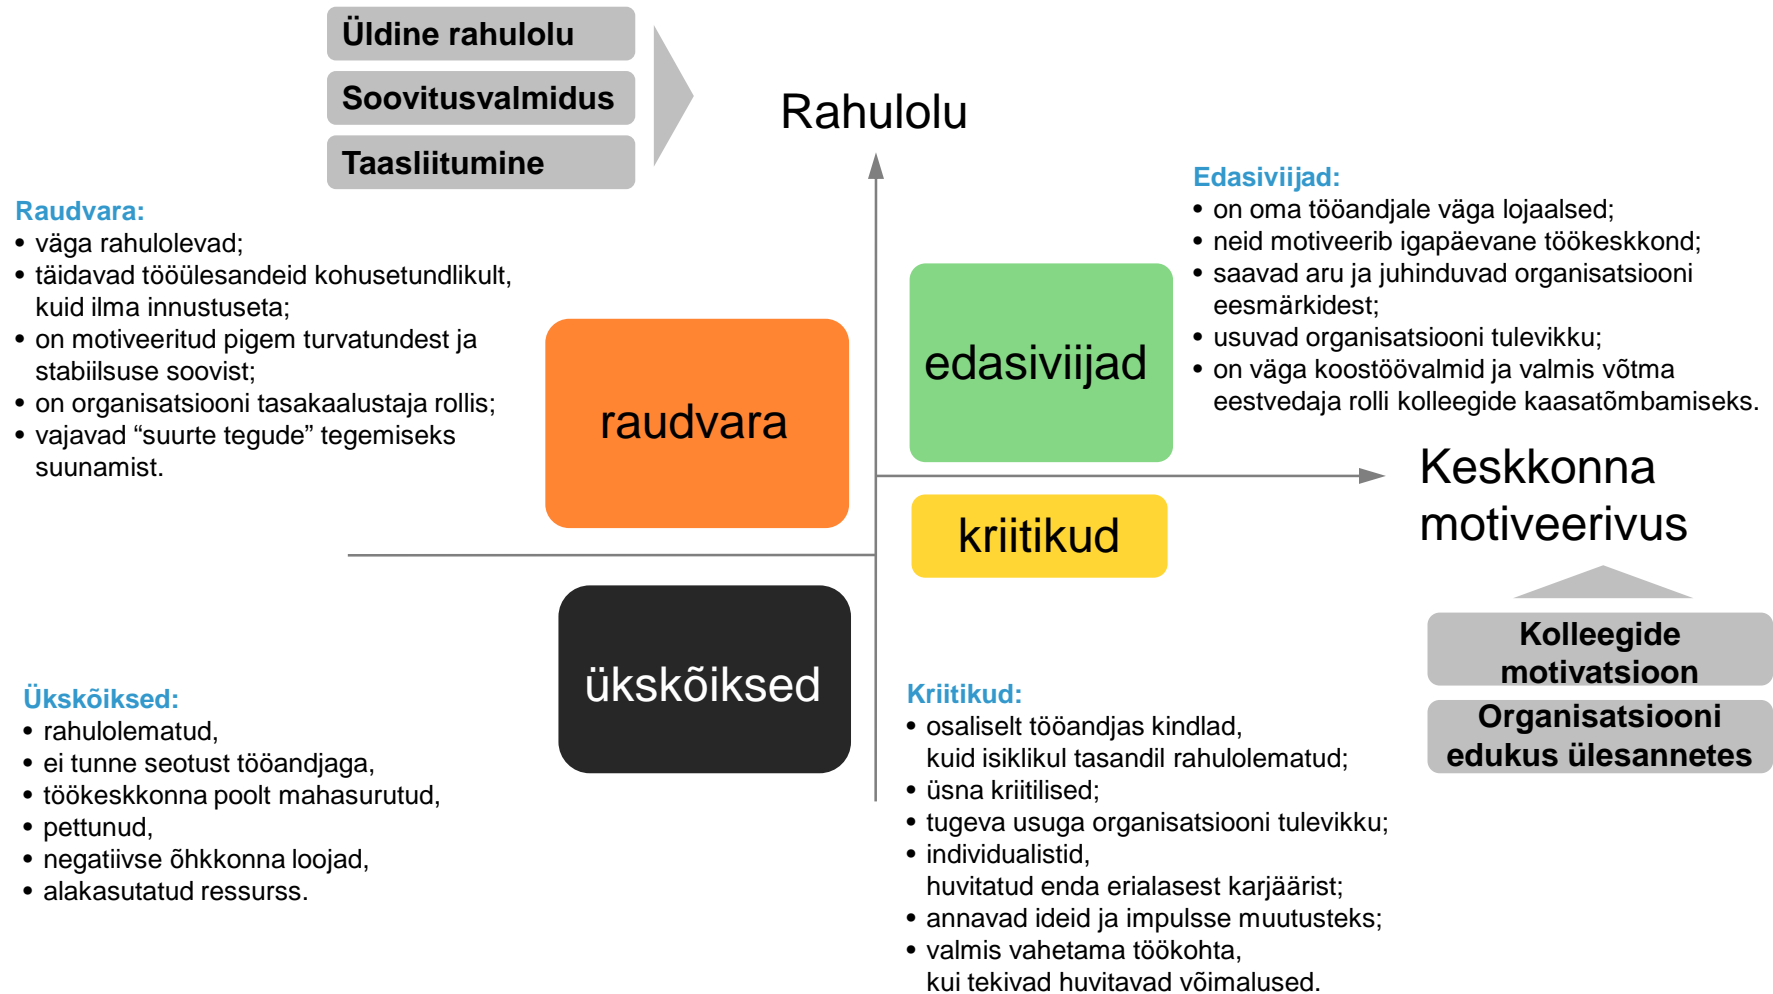 Üldine rahulolu
Soovitusvalmidus
Taasliitumine
Rahulolu
Raudvara:
• väga rahulolevad;
• täidavad tööülesandeid kohusetundlikult,
kuid ilma innustuseta;
• on motiveeritud pigem turvatundest ja
stabiilsuse soovist;
• on organisatsiooni tasakaalustaja rollis;
• vajavad “suurte tegude” tegemiseks
suunamist.
Edasiviijad:
• on oma tööandjale väga lojaalsed;
• neid motiveerib igapäevane töökeskkond;
• saavad aru ja juhinduvad organisatsiooni
eesmärkidest;
• usuvad organisatsiooni tulevikku;
• on väga koostöövalmid ja valmis võtma
eestvedaja rolli kolleegide kaasatõmbamiseks.
raudvara
edasiviijad
kriitikud
ükskõiksed
Keskkonna
motiveerivus
Kolleegide
motivatsioon
Organisatsiooni
edukus ülesannetes
Ükskõiksed:
• rahulolematud,
• ei tunne seotust tööandjaga,
• töökeskkonna poolt mahasurutud,
• pettunud,
• negatiivse õhkkonna loojad,
• alakasutatud ressurss.
Kriitikud:
• osaliselt tööandjas kindlad,
kuid isiklikul tasandil rahulolematud;
• üsna kriitilised;
• tugeva usuga organisatsiooni tulevikku;
• individualistid,
huvitatud enda erialasest karjäärist;
• annavad ideid ja impulsse muutusteks;
• valmis vahetama töökohta,
kui tekivad huvitavad võimalused.